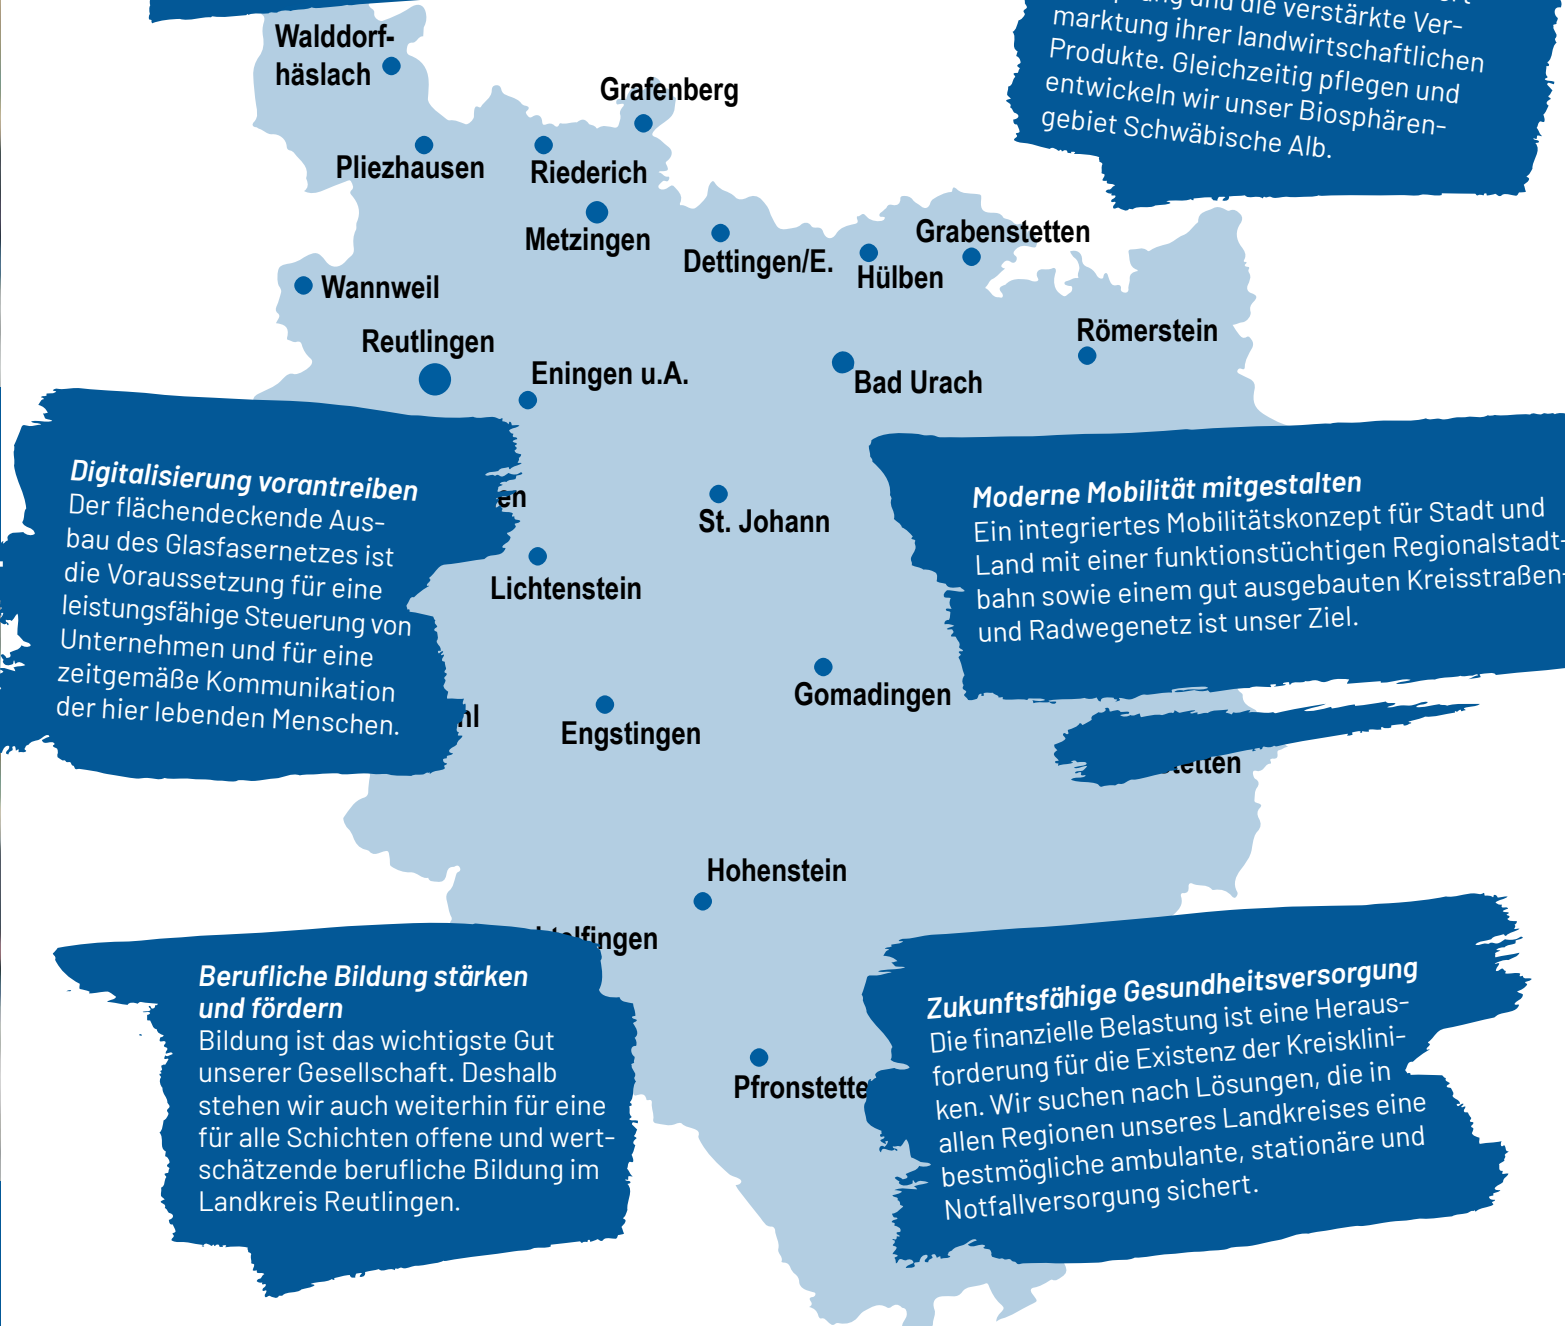 und die verstärkte Ver-
marktung ihrer landwirtschaftlichen
Produkte. Gleichzeitig pflegen und
entwickeln wir unser Biosphären-
gebiet Schwäbische Alb.
Walddorf-
häslach
Grafenberg
Pliezhausen
Riederich
Metzingen
Dettingen/E.
Hülben
Grabenstetten
Wannweil
Reutlingen
Eningen u.A.
Bad Urach
Römerstein
St. Johann
Lichtenstein
Gomadingen
Engstingen
Hohenstein
Digitalisierung vorantreiben
Der flächendeckende Aus-
bau des Glasfasernetzes ist
die Voraussetzung für eine
leistungsfähige Steuerung von
Unternehmen und für eine
zeitgemäße Kommunikation
der hier lebenden Menschen.
Moderne Mobilität mitgestalten
Ein integriertes Mobilitätskonzept für Stadt und
Land mit einer funktionstüchtigen Regionalstadt-
bahn sowie einem gut ausgebauten Kreisstraßen-
und Radwegenetz ist unser Ziel.
Berufliche Bildung stärken
und fördern
Bildung ist das wichtigste Gut
unserer Gesellschaft. Deshalb
stehen wir auch weiterhin für eine
für alle Schichten offene und wert-
schätzende berufliche Bildung im
Landkreis Reutlingen.
Pfronstette
Zukunftsfähige Gesundheitsversorgung
Die finanzielle Belastung ist eine Heraus-
forderung für die Existenz der Kreisklini-
ken. Wir suchen nach Lösungen, die in
allen Regionen unseres Landkreises eine
bestmögliche ambulante, stationäre und
Notfallversorgung sichert.